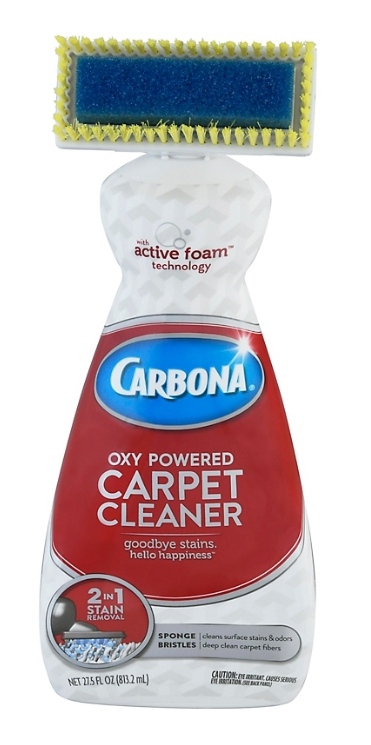 with
active foam™
technology
CARBONA®
OXY POWERED
CARPET
CLEANER
goodbye stains.
hello happiness™
2 IN 1
STAIN
REMOVAL
SPONGE cleans surface stains & odors
BRISTLES deep clean carpet fibers
NET 27.5 FL OZ (813.2 mL)
CAUTION: EYE IRRITANT. CAUSES SERIOUS
EYE IRRITATION. (SEE BACK PANEL)